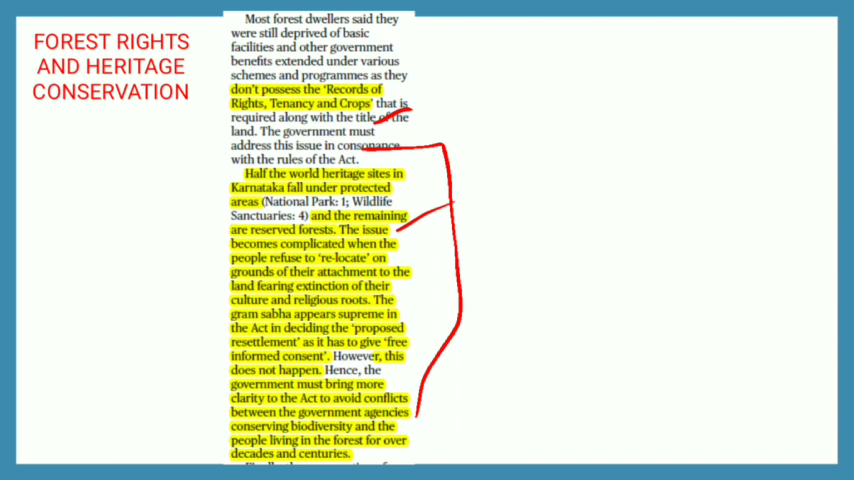 FOREST RIGHTS
AND HERITAGE
CONSERVATION
Most forest dwellers said they
were still deprived of basic
facilities and other government
benefits extended under various
schemes and programmes as they
don't possess the 'Records of
Rights, Tenancy and Crops' that is
required along with the title of the
land. The government must
address this issue in consonance
with the rules of the Act.
Half the world heritage sites in
Karnataka fall under protected
areas (National Park: 1; Wildlife
Sanctuaries: 4) and the remaining
are reserved forests. The issue
becomes complicated when the
people refuse to 're-locate' on
grounds of their attachment to the
land fearing extinction of their
culture and religious roots. The
gram sabha appears supreme in
the Act in deciding the 'proposed
resettlement' as it has to give 'free
informed consent'. However, this
does not happen. Hence, the
government must bring more
clarity to the Act to avoid conflicts
between the government agencies
conserving biodiversity and the
people living in the forest for over
decades and centuries.